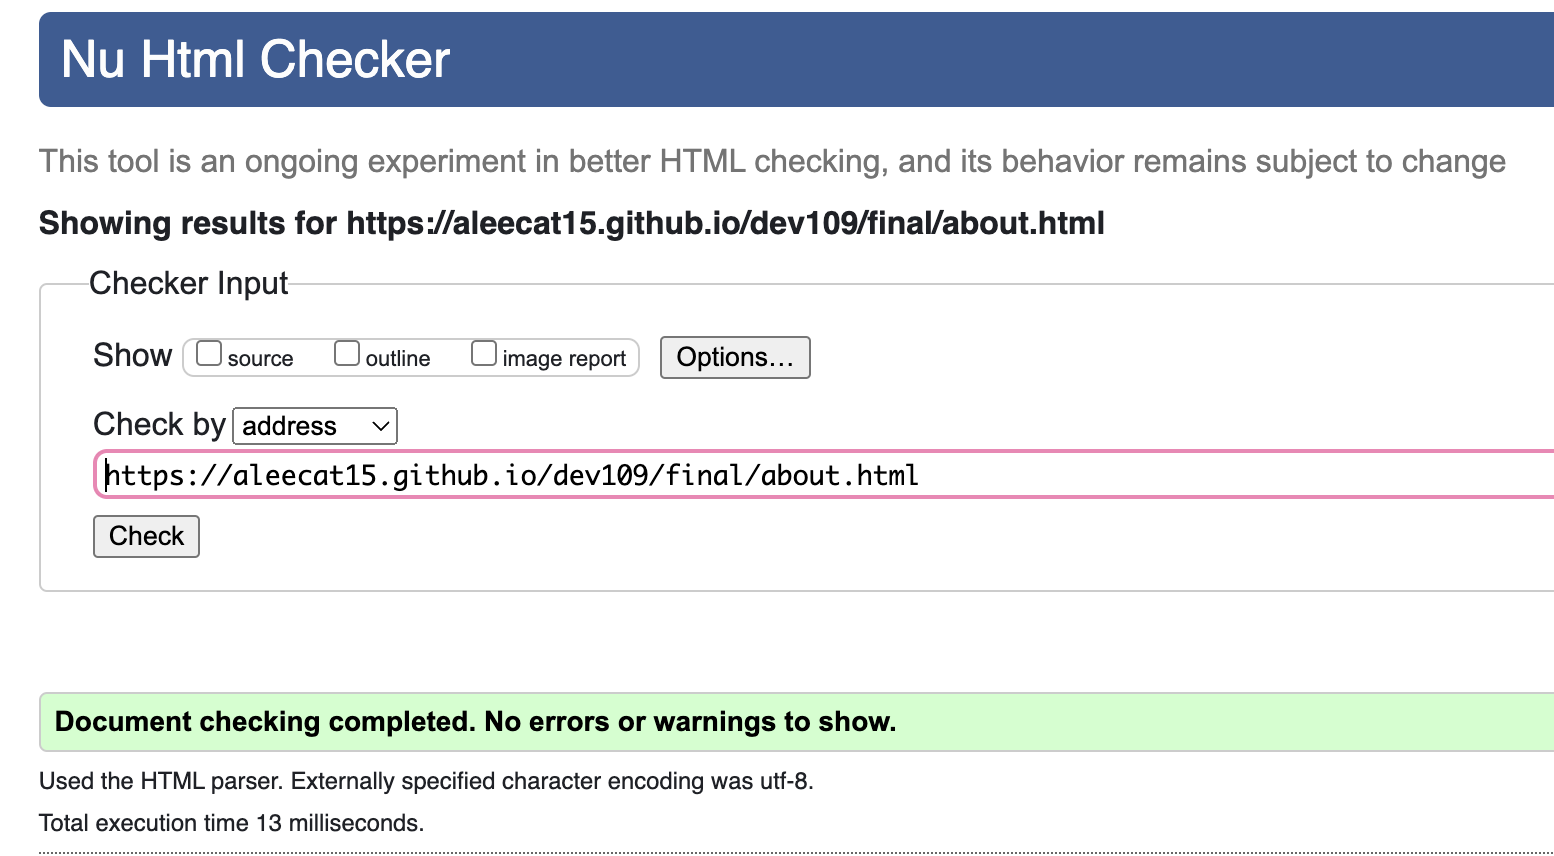 Nu Html Checker
This tool is an ongoing experiment in better HTML checking, and its behavior remains subject to change
Showing results for https://aleecat15.github.io/dev109/final/about.html
Checker Input
Show source outline image report Options...
Check by address
https://aleecat15.github.io/dev109/final/about.html
Check
Document checking completed. No errors or warnings to show.
Used the HTML parser. Externally specified character encoding was utf-8.
Total execution time 13 milliseconds.